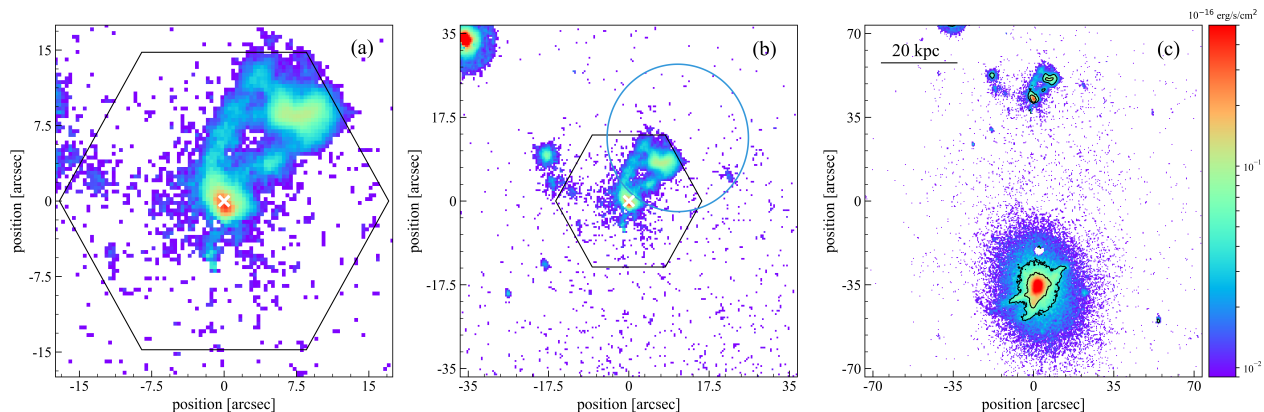 10⁻¹⁶ erg/s/cm²
(a)
(b)
(c)
20 kpc
position [arcsec]
15
7.5
0
-7.5
-15
-15
-7.5
0
7.5
15
position [arcsec]
position [arcsec]
35
17.5
0
-17.5
-35
-35
-17.5
0
17.5
35
position [arcsec]
position [arcsec]
70
35
0
-35
-70
-70
-35
0
35
70
position [arcsec]
10⁻¹
10⁻²